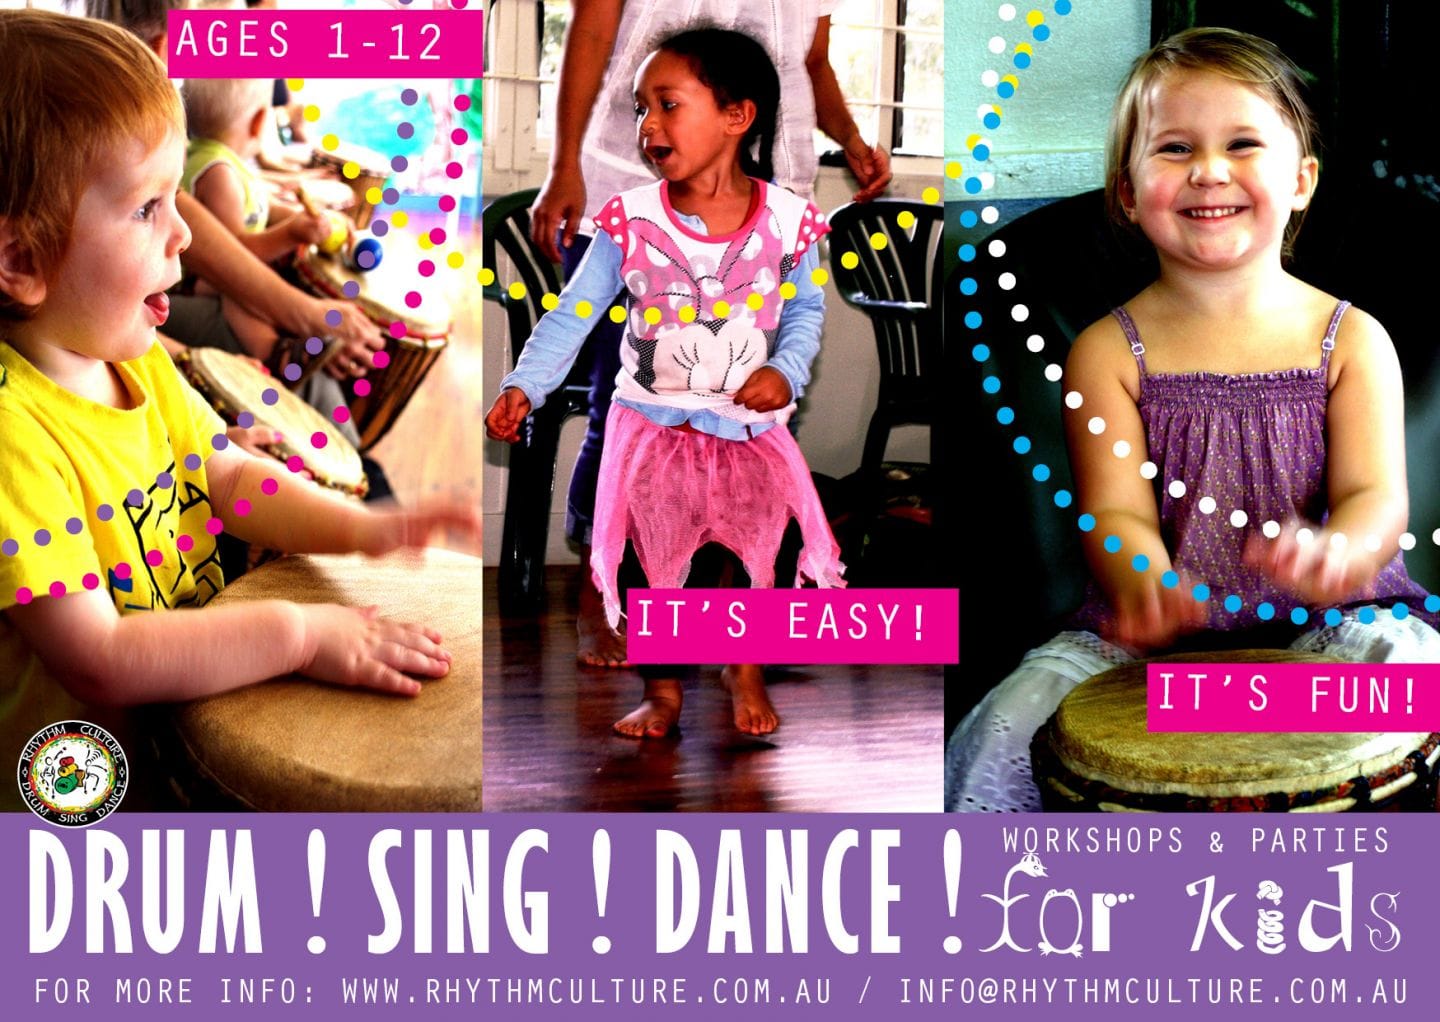 AGES 1-12
IT'S EASY!
IT'S FUN!
RHYTHM CULTURE
DRUM SING DANCE
DRUM ! SING ! DANCE !
WORKSHOPS & PARTIES
for kids
FOR MORE INFO: WWW.RHYTHMCULTURE.COM.AU / INFO@RHYTHMCULTURE.COM.AU